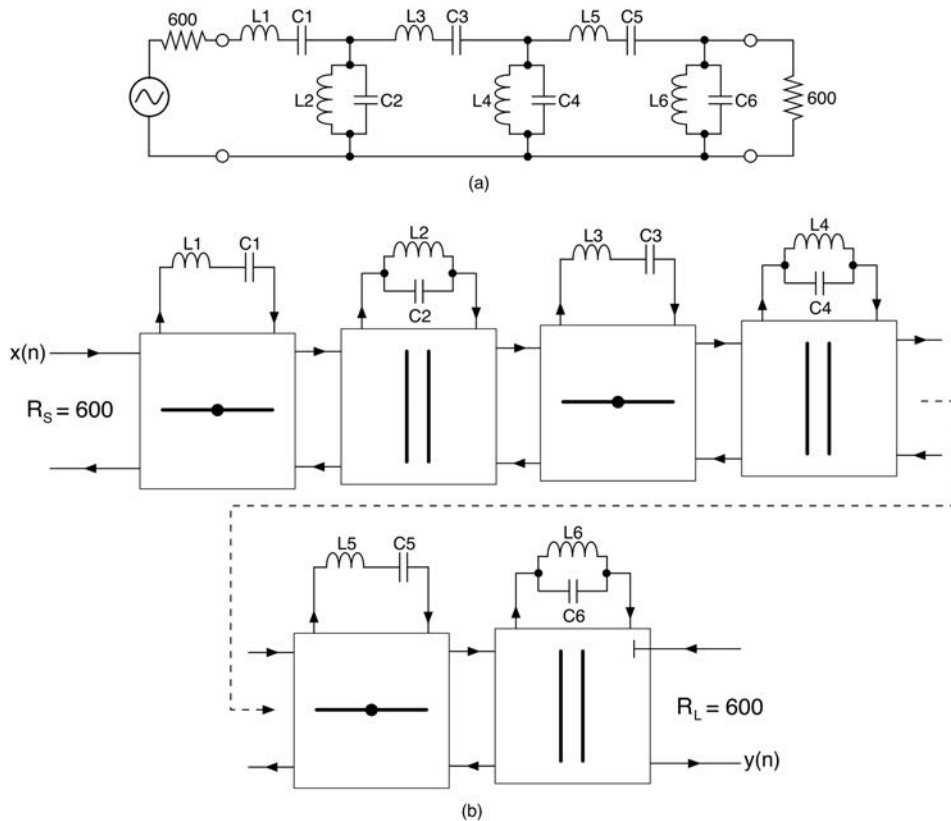 600 L1 C1 L3 C3 L5 C5
L2 C2 L4 C4 L6 C6 600
(a)
L1 C1 L2 L3 C3 L4
C2 C4
x(n)
R_S = 600
L5 C5 L6
C6
R_L = 600
y(n)
(b)